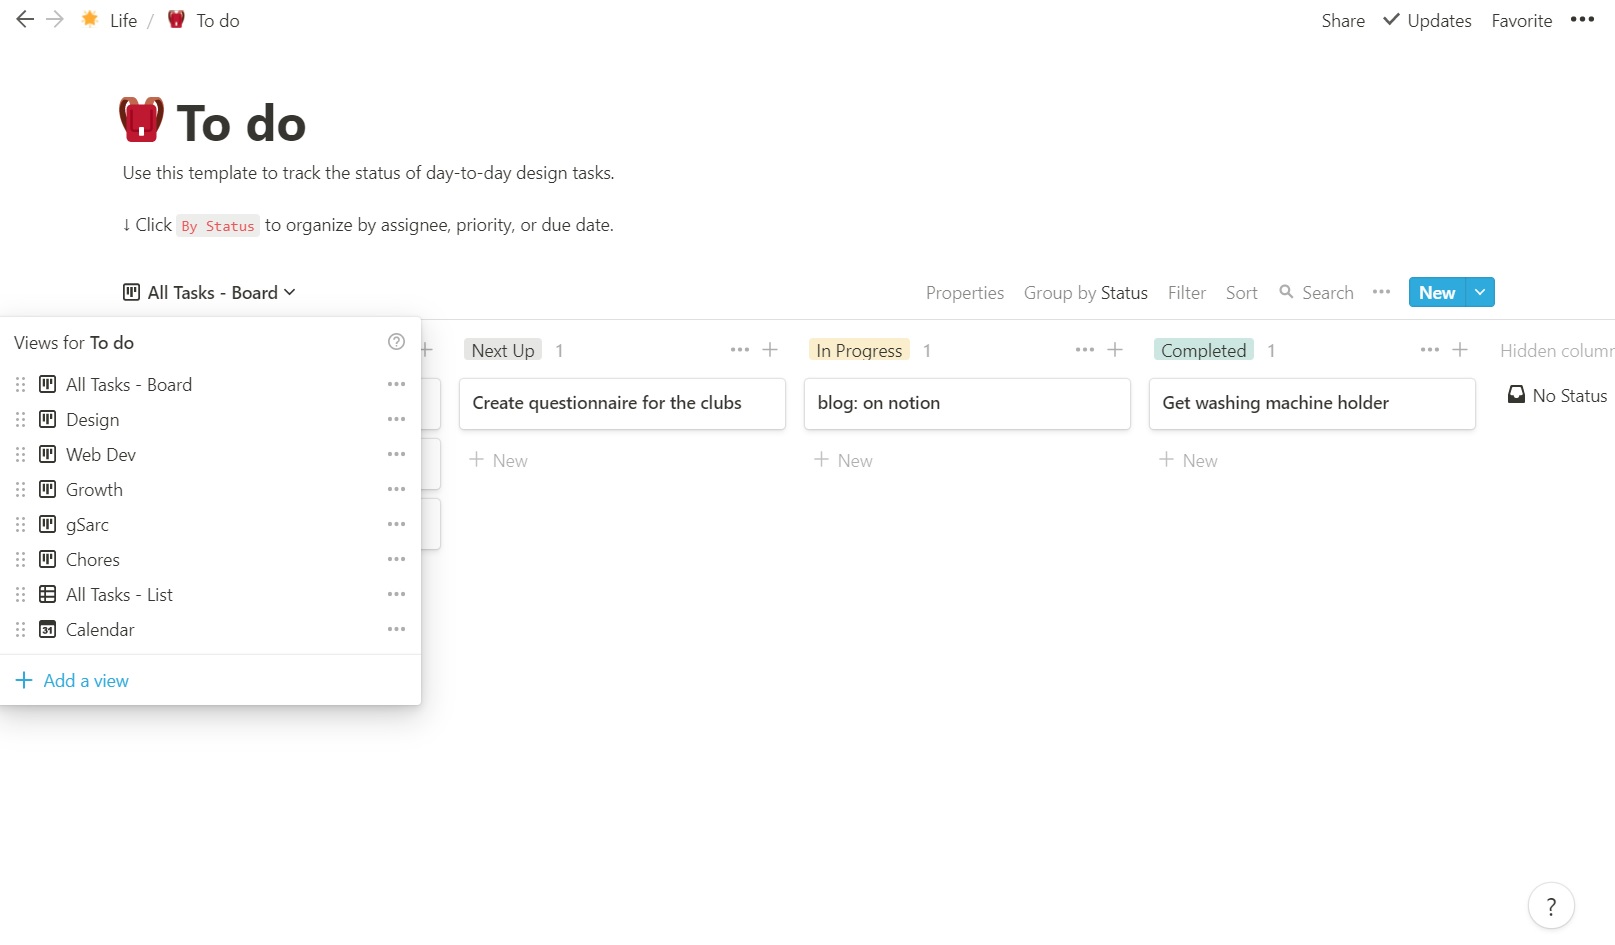 Life / To do
Share Updates Favorite
To do
Use this template to track the status of day-to-day design tasks.
↓ Click By Status to organize by assignee, priority, or due date.
All Tasks - Board
Properties Group by Status Filter Sort Search New
Views for To do
All Tasks - Board
Design
Web Dev
Growth
gSarc
Chores
All Tasks - List
31 Calendar
+ Add a view
Next Up 1
Create questionnaire for the clubs
+ New
In Progress 1
blog: on notion
+ New
Completed 1
Get washing machine holder
+ New
Hidden colum
No Status
?